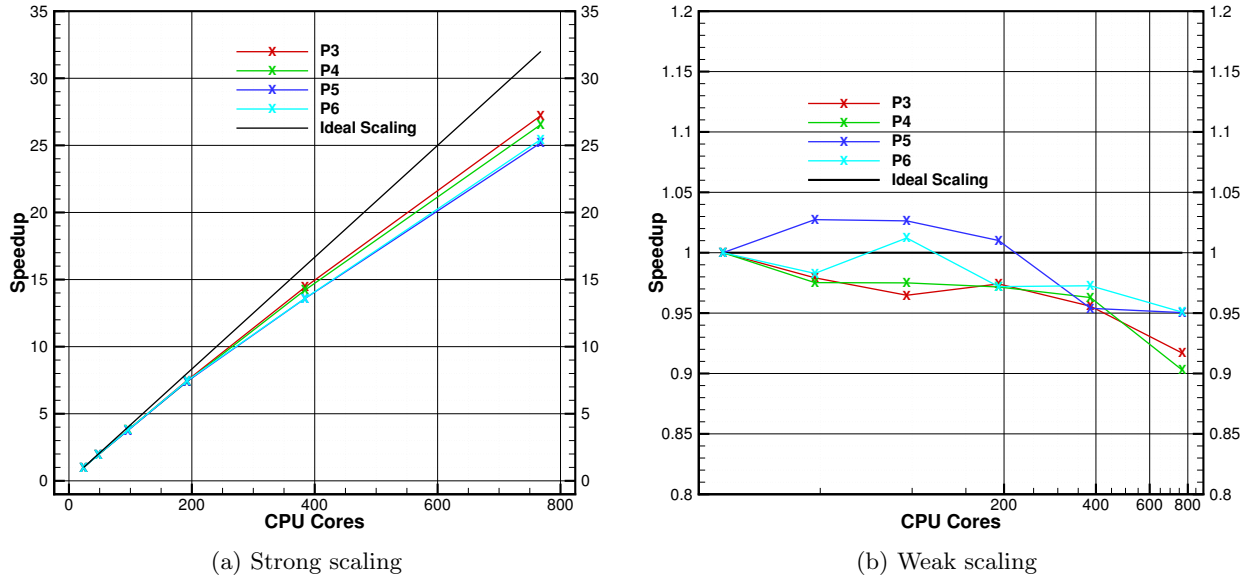 35
30
25
20
15
10
5
0
Speedup
P3
P4
P5
P6
Ideal Scaling
35
30
25
20
15
10
5
0
0 200 400 600 800
CPU Cores
(a) Strong scaling
1.2
1.15
1.1
1.05
1
0.95
0.9
0.85
0.8
Speedup
P3
P4
P5
P6
Ideal Scaling
1.2
1.15
1.1
1.05
1
0.95
0.9
0.85
0.8
200 400 600 800
CPU Cores
(b) Weak scaling